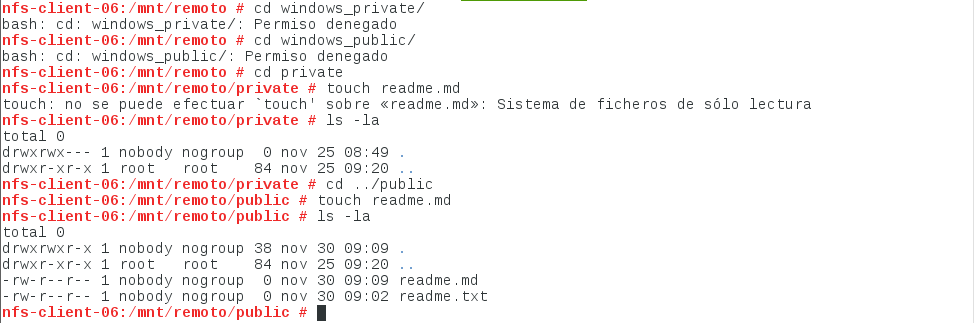 nfs-client-06:/mnt/remoto # cd windows_private/
bash: cd: windows_private/: Permiso denegado
nfs-client-06:/mnt/remoto # cd windows_public/
bash: cd: windows_public/: Permiso denegado
nfs-client-06:/mnt/remoto # cd private
nfs-client-06:/mnt/remoto/private # touch readme.md
touch: no se puede efectuar `touch' sobre «readme.md»: Sistema de ficheros de sólo lectura
nfs-client-06:/mnt/remoto/private # ls -la
total 0
drwxrwx--- 1 nobody nogroup  0 nov 25 08:49 .
drwxr-xr-x 1 root   root    84 nov 25 09:20 ..
nfs-client-06:/mnt/remoto/private # cd ../public
nfs-client-06:/mnt/remoto/public # touch readme.md
nfs-client-06:/mnt/remoto/public # ls -la
total 0
drwxrwxr-x 1 nobody nogroup 38 nov 30 09:09 .
drwxr-xr-x 1 root   root    84 nov 25 09:20 ..
-rw-r--r-- 1 nobody nogroup  0 nov 30 09:09 readme.md
-rw-r--r-- 1 nobody nogroup  0 nov 30 09:02 readme.txt
nfs-client-06:/mnt/remoto/public #